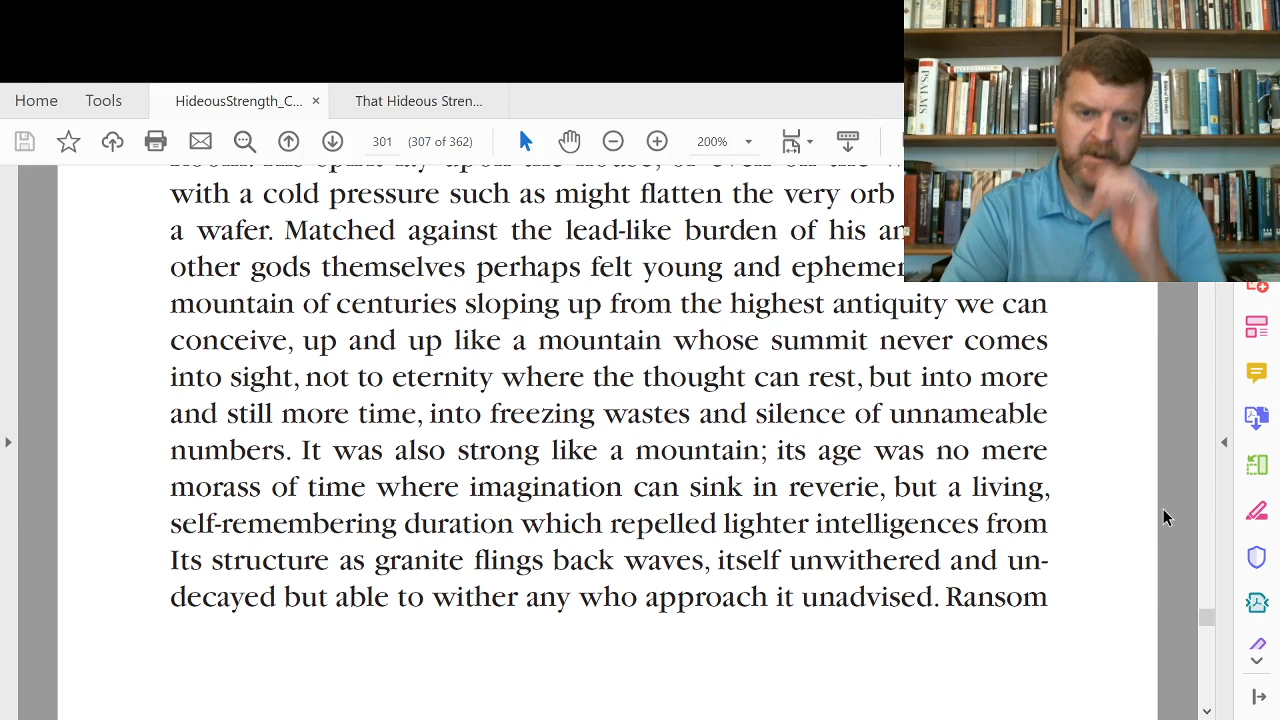 PSALMS
Home Tools HideousStrength_C... × That Hideous Stren...
301 (307 of 362) 200%
with a cold pressure such as might flatten the very orb
a wafer. Matched against the lead-like burden of his
other gods themselves perhaps felt young and
mountain of centuries sloping up from the highest antiquity we can
conceive, up and up like a mountain whose summit never comes
into sight, not to eternity where the thought can rest, but into more
and still more time, into freezing wastes and silence of unnameable
numbers. It was also strong like a mountain; its age was no mere
morass of time where imagination can sink in reverie, but a living,
self-remembering duration which repelled lighter intelligences from
Its structure as granite flings back waves, itself unwithered and un-
decayed but able to wither any who approach it unadvised. Ransom